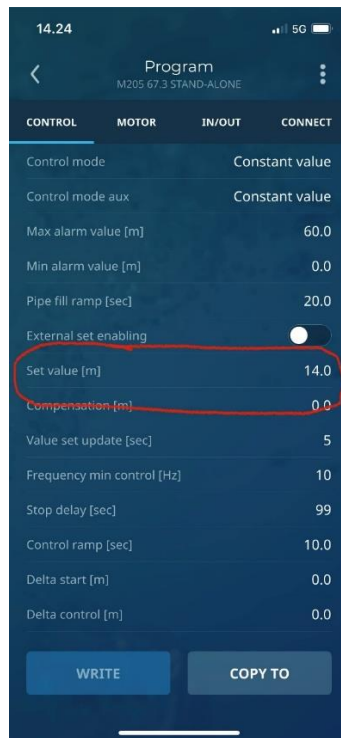 14.24 5G
Program
M205 67.3 STAND-ALONE
CONTROL MOTOR IN/OUT CONNECT
Control mode Constant value
Control mode aux Constant value
Max alarm value [m] 60.0
Min alarm value [m] 0.0
Pipe fill ramp [sec] 20.0
External set enabling
Set value [m] 14.0
Compensation [m] 0.0
Value set update [sec] 5
Frequency min control [Hz] 10
Stop delay [sec] 99
Control ramp [sec] 10.0
Delta start [m] 0.0
Delta control [m] 0.0
WRITE COPY TO